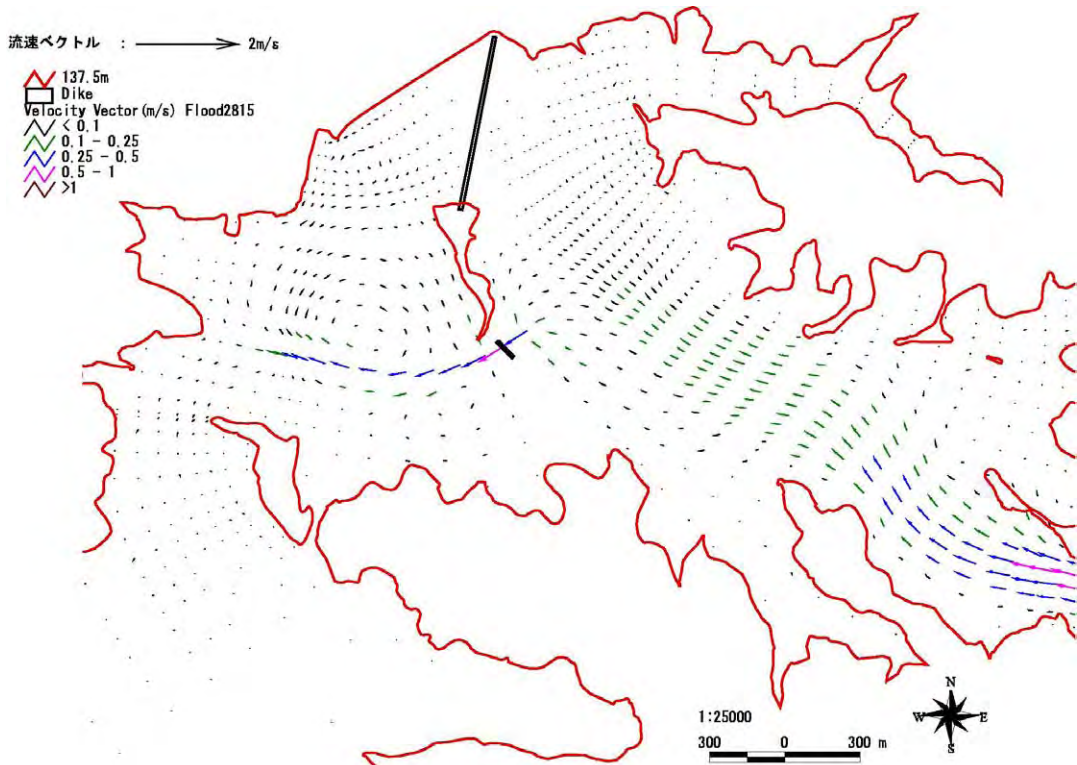 流速ベクトル : 2m/s
137.5m
Dike
Velocity Vector(m/s) Flood2815
< 0.1
0.1 - 0.25
0.25 - 0.5
0.5 - 1
>1
N
W E
S
1:25000
300 0 300 m